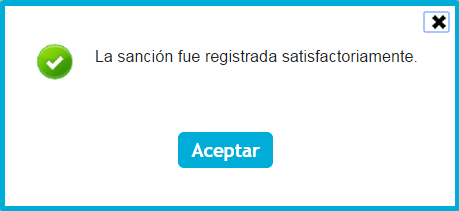 La sanción fue registrada satisfactoriamente.
Aceptar